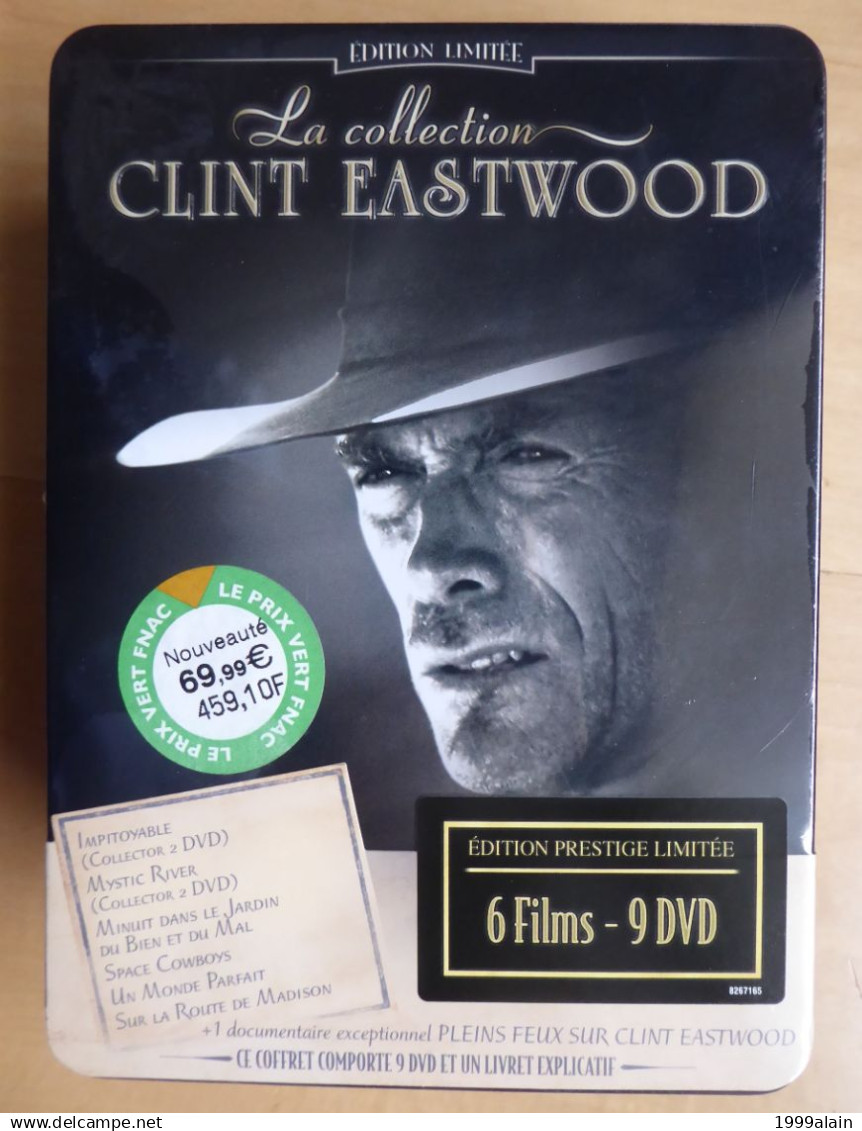 ÉDITION LIMITÉE
La collection
CLINT EASTWOOD
LE PRIX VERT FNAC
LE PRIX VERT FNAC
Nouveauté
69,99€
459,10F
IMPITOYABLE
(COLLECTOR 2 DVD)
MYSTIC RIVER
(COLLECTOR 2 DVD)
MINUIT DANS LE JARDIN
DU BIEN ET DU MAL
SPACE COWBOYS
UN MONDE PARFAIT
SUR LA ROUTE DE MADISON
ÉDITION PRESTIGE LIMITÉE
6 Films - 9 DVD
8267165
+1 documentaire exceptionnel PLEINS FEUX SUR CLINT EASTWOOD
CE COFFRET COMPORTE 9 DVD ET UN LIVRET EXPLICATIF
delcampe.net
1999alain